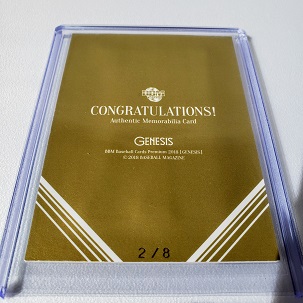 CONGRATULATIONS!
Authentic Memorabilia Card
GENESIS
BBM Baseball Cards Premium 2018 [GENESIS]
© 2018 BASEBALL MAGAZINE
2/8